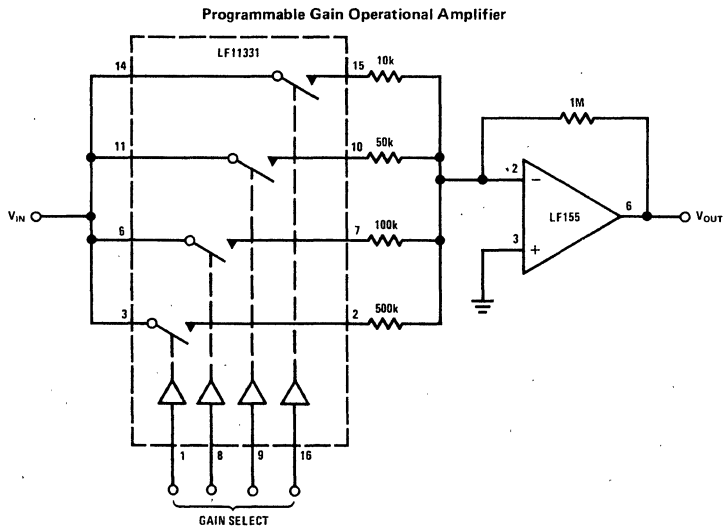 Programmable Gain Operational Amplifier
LF11331
14
15
10k
1M
11
10
50k
2
−
VIN
LF155
6
VOUT
6
7
100k
3
+
3
2
500k
1
8
9
16
GAIN SELECT